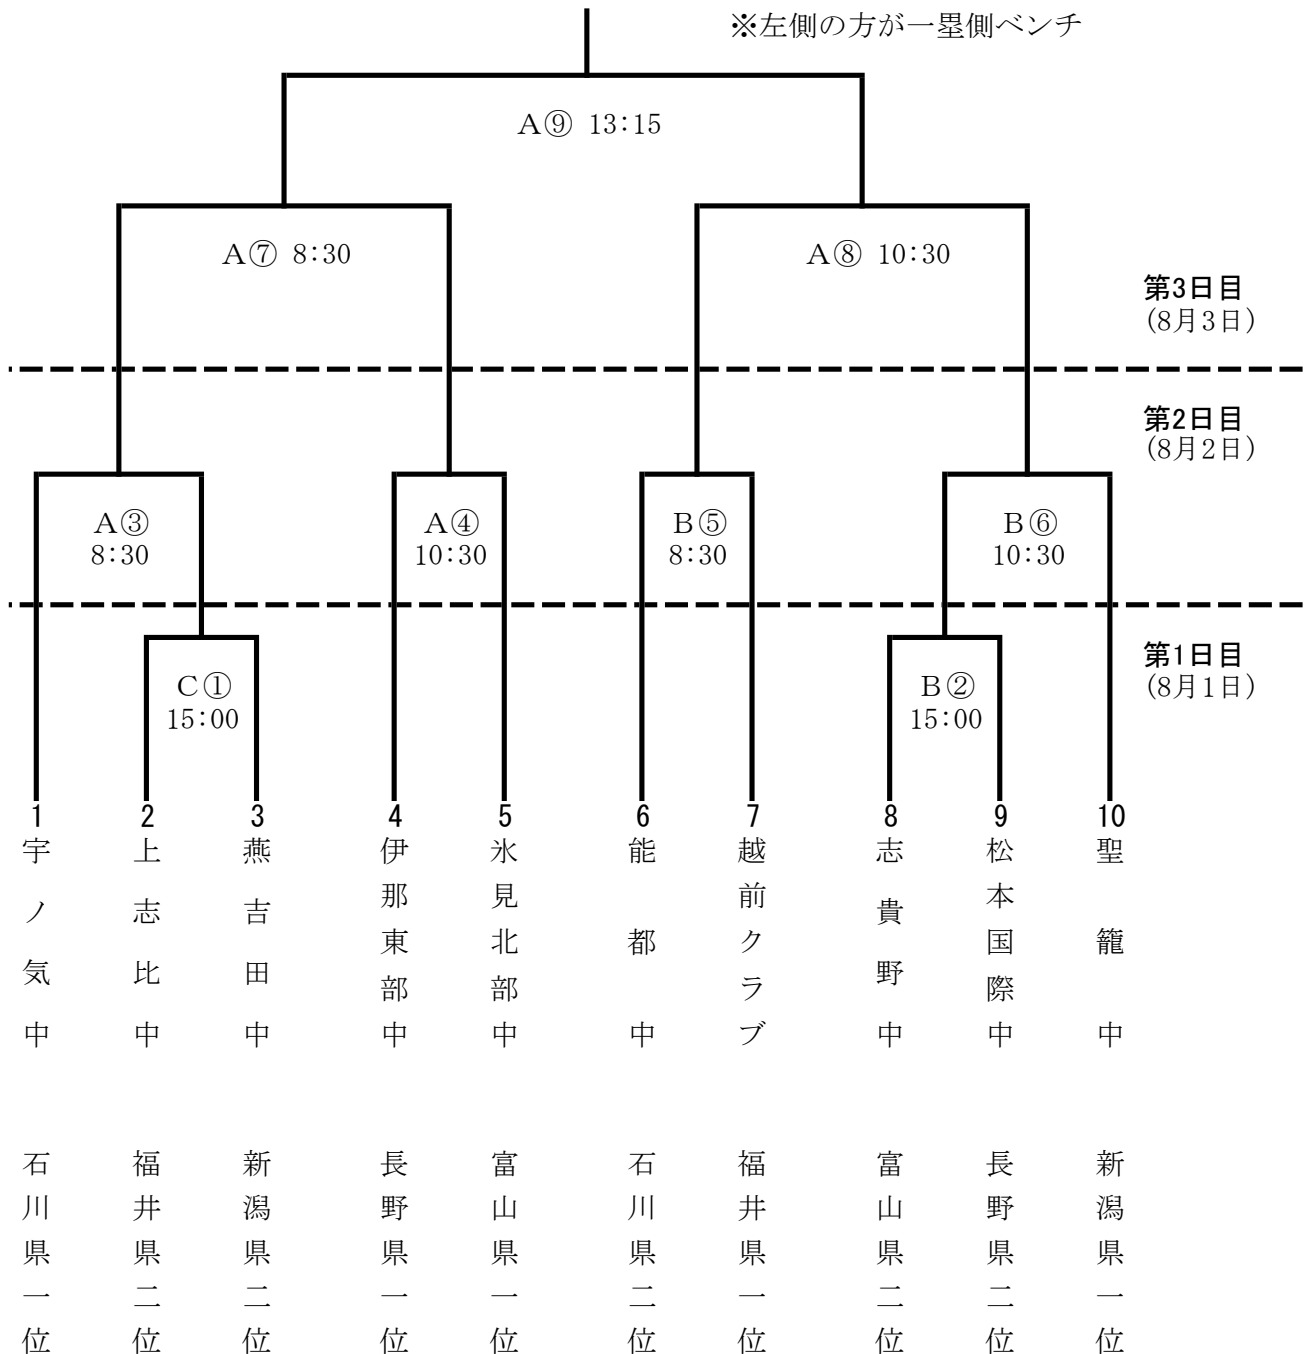 ※左側の方が一塁側ベンチ
A⑨ 13:15
A⑦ 8:30
A⑧ 10:30
第3日目
(8月3日)
第2日目
(8月2日)
A③
8:30
A④
10:30
B⑤
8:30
B⑥
10:30
第1日目
(8月1日)
C①
15:00
B②
15:00
1
宇ノ気中
石川県一位
2
上志比中
福井県二位
3
燕吉田中
新潟県二位
4
伊那東部中
長野県一位
5
氷見北部中
富山県一位
6
能都中
石川県二位
7
越前クラブ
福井県一位
8
志貴野中
富山県二位
9
松本国際中
長野県二位
10
聖籠中
新潟県一位